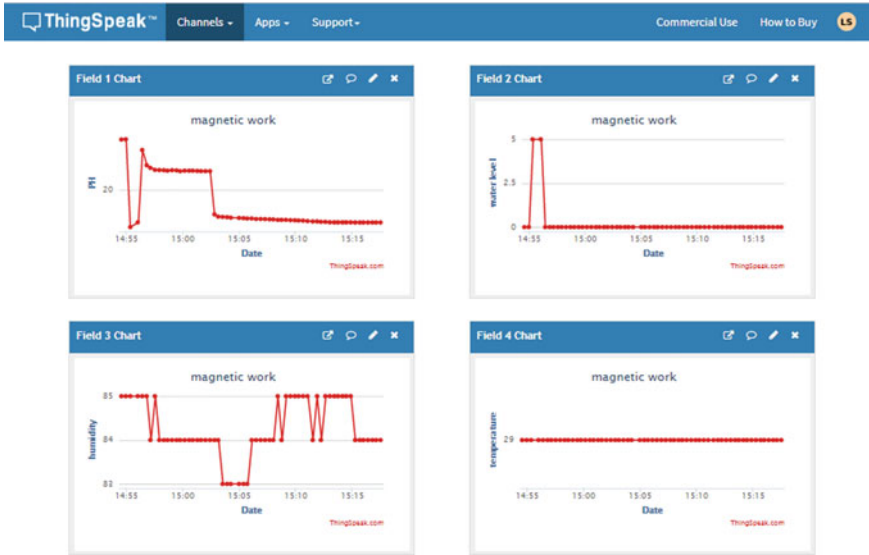 ThingSpeak™ Channels Apps Support Commercial Use How to Buy LS
Field 1 Chart
magnetic work
PH
20
14:55 15:00 15:05 15:10 15:15
Date
ThingSpeak.com
Field 2 Chart
magnetic work
water level
5
2.5
0
14:55 15:00 15:05 15:10 15:15
Date
ThingSpeak.com
Field 3 Chart
magnetic work
humidity
85
84
83
14:55 15:00 15:05 15:10 15:15
Date
ThingSpeak.com
Field 4 Chart
magnetic work
temperature
29
14:55 15:00 15:05 15:10 15:15
Date
ThingSpeak.com